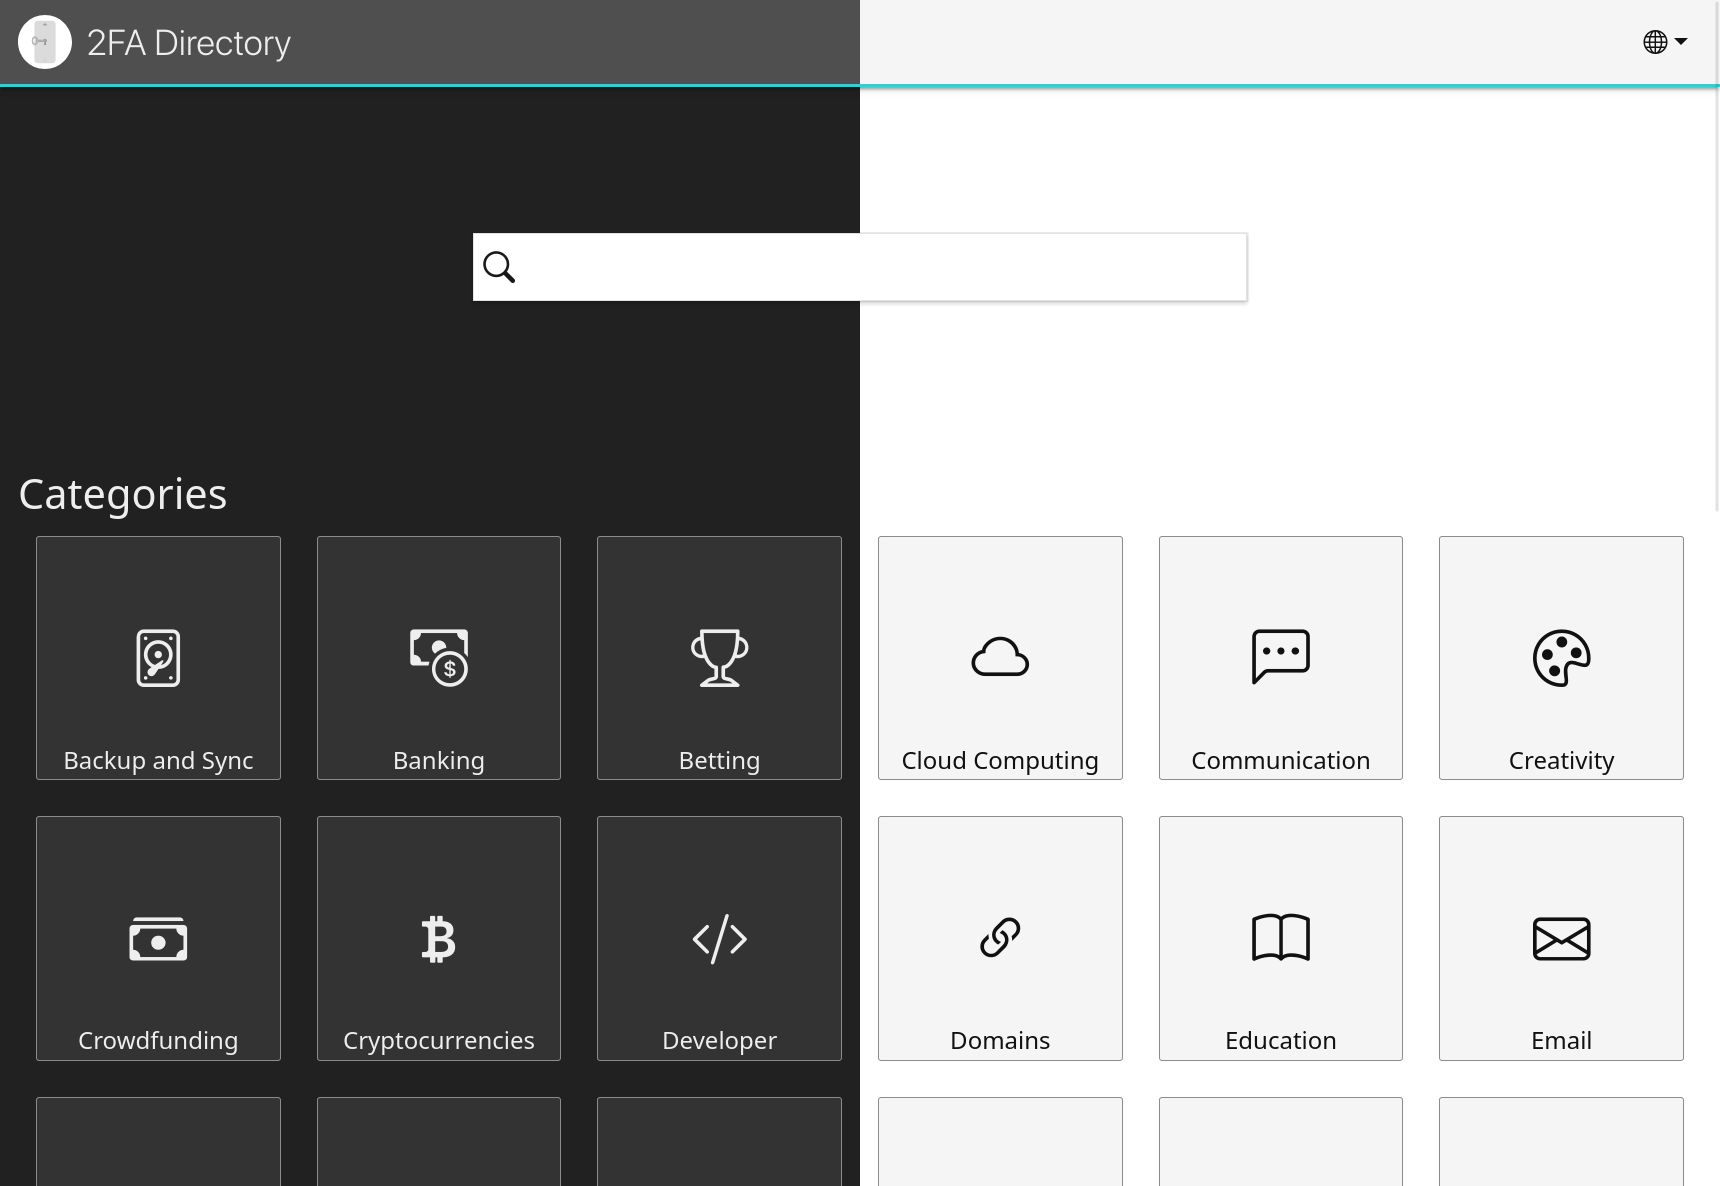 2FA Directory
Categories
Backup and Sync
Banking
Betting
Cloud Computing
Communication
Creativity
Crowdfunding
Cryptocurrencies
Developer
Domains
Education
Email